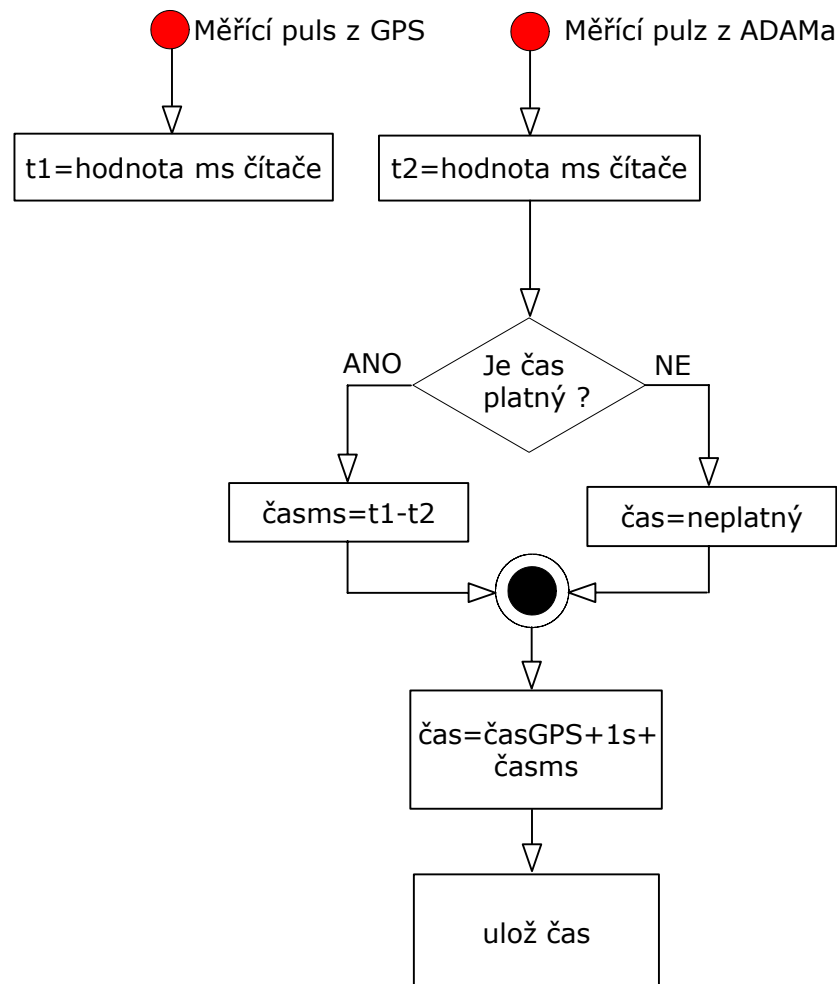 Měřící puls z GPS
Měřící pulz z ADAMa
t1=hodnota ms čítače
t2=hodnota ms čítače
Je čas
platný ?
ANO
NE
časms=t1-t2
čas=neplatný
čas=časGPS+1s+
časms
ulož čas